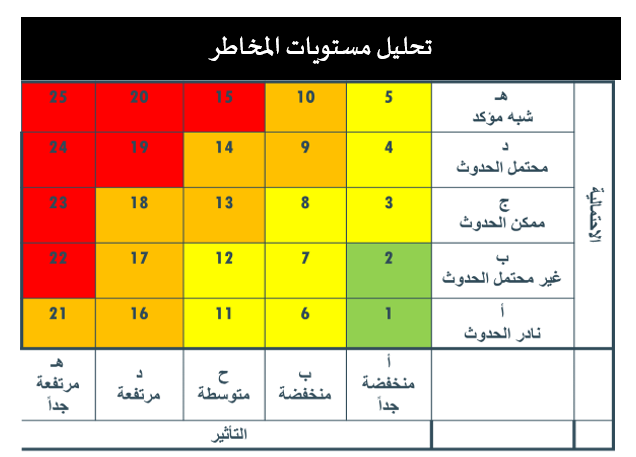 تحليل مستويات المخاطر
الاحتمالية
هـ
شبه مؤكد
5
10
15
20
25
د
محتمل الحدوث
4
9
14
19
24
ج
ممكن الحدوث
3
8
13
18
23
ب
غير محتمل الحدوث
2
7
12
17
22
أ
نادر الحدوث
1
6
11
16
21
أ
منخفضة
جداً
ب
منخفضة
ح
متوسطة
د
مرتفعة
هـ
مرتفعة
جداً
التأثير